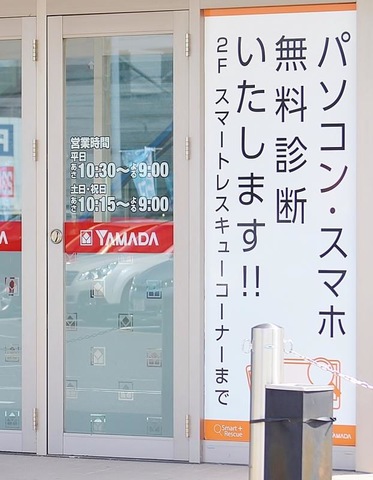 営業時間
平日
あさ10:30〜よる9:00
土日・祝日
あさ10:15〜よる9:00
YAMADA
パソコン・スマホ
無料診断
いたします!!
2F スマートレスキューコーナーまで
Smart +
Rescue
YAMADA